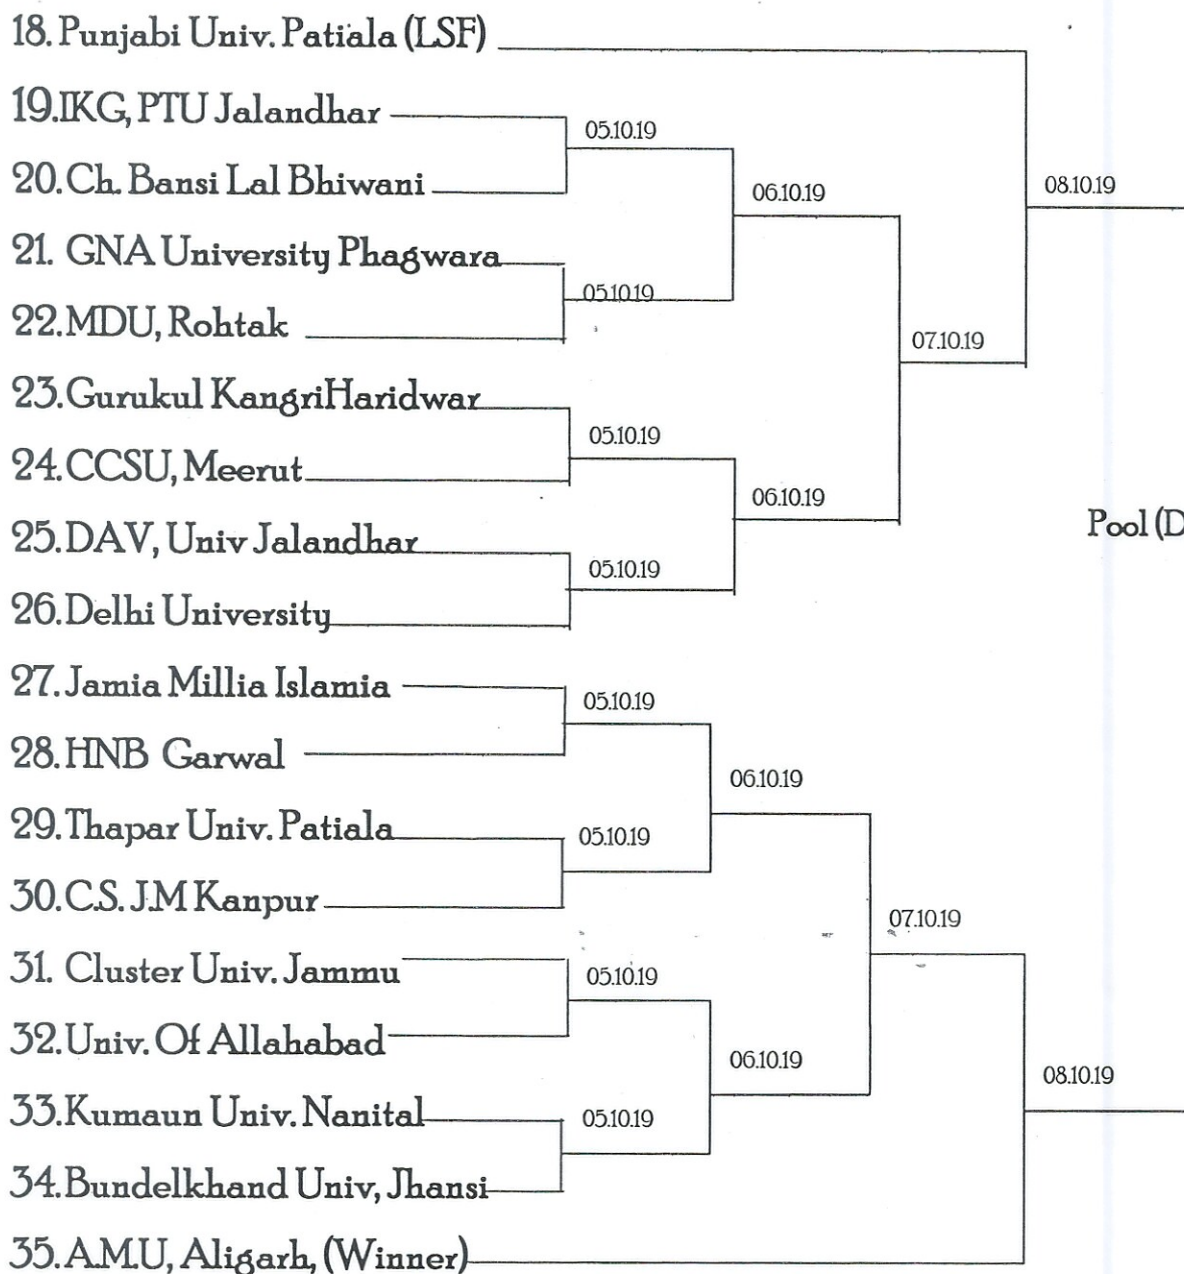 18. Punjabi Univ. Patiala (LSF)
19. IKG, PTU Jalandhar
05.10.19
20. Ch. Bansi Lal Bhiwani
06.10.19
08.10.19
21. GNA University Phagwara
05.10.19
22. MDU, Rohtak
07.10.19
23. Gurukul KangriHaridwar
05.10.19
24. CCSU, Meerut
06.10.19
Pool (D
25. DAV, Univ Jalandhar
05.10.19
26. Delhi University
27. Jamia Millia Islamia
05.10.19
28. HNB Garwal
06.10.19
29. Thapar Univ. Patiala
05.10.19
30. C.S. J.M Kanpur
07.10.19
31. Cluster Univ. Jammu
05.10.19
32. Univ. Of Allahabad
06.10.19
08.10.19
33. Kumaun Univ. Nanital
05.10.19
34. Bundelkhand Univ, Jhansi
35. A.M.U, Aligarh, (Winner)